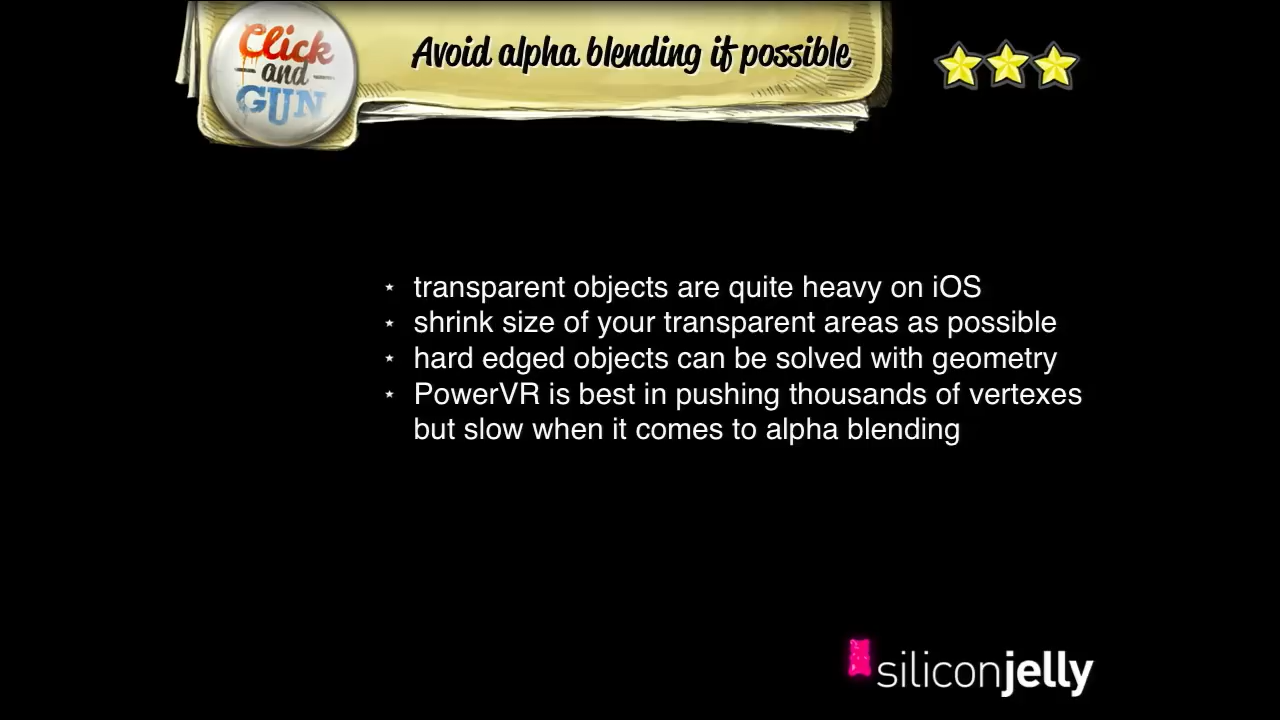 Click
and
GUN
Avoid alpha blending if possible
transparent objects are quite heavy on iOS
shrink size of your transparent areas as possible
hard edged objects can be solved with geometry
PowerVR is best in pushing thousands of vertexes
but slow when it comes to alpha blending
siliconjelly